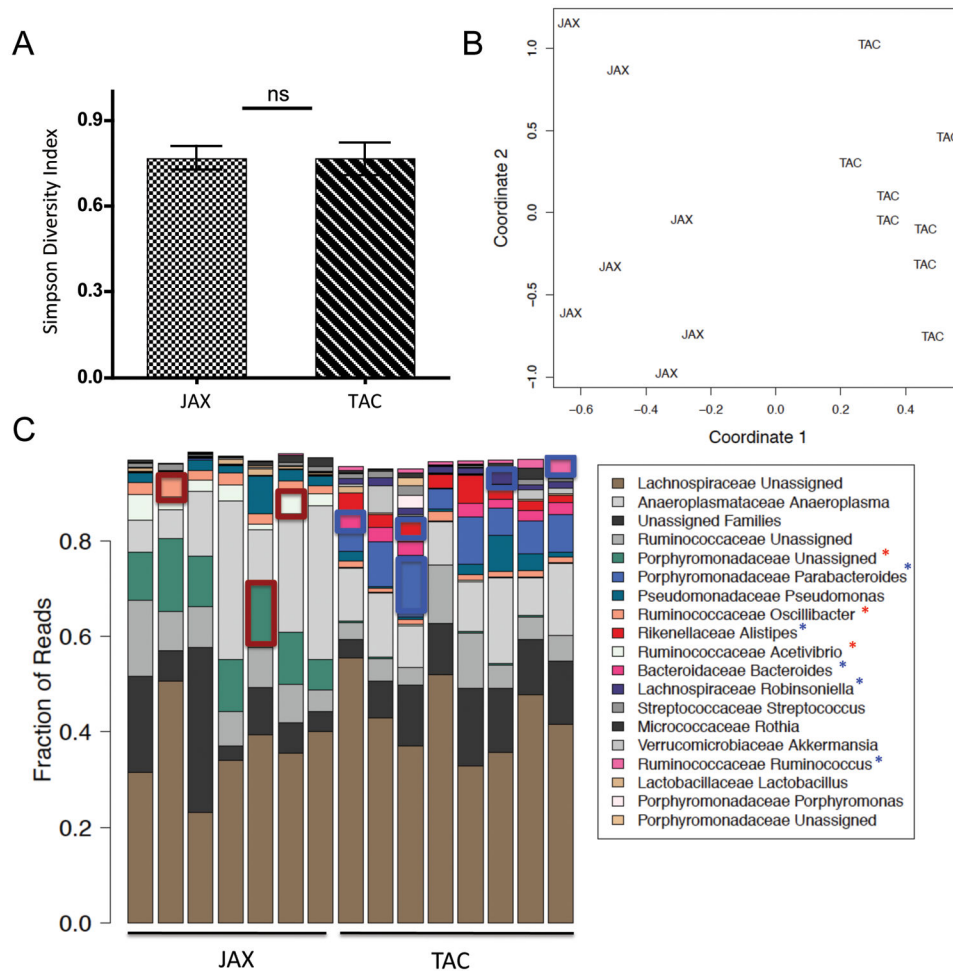 A
ns
Simpson Diversity Index
0.9
0.6
0.3
0.0
JAX
TAC
B
Coordinate 2
1.0
0.5
0.0
-0.5
-1.0
JAX
TAC
JAX
TAC
TAC
TAC
JAX
TAC
TAC
JAX
TAC
JAX
JAX
TAC
JAX
-0.6
-0.4
-0.2
0.0
0.2
0.4
Coordinate 1
C
Fraction of Reads
0.8
0.6
0.4
0.2
0.0
JAX
TAC
Lachnospiraceae Unassigned
Anaeroplasmataceae Anaeroplasma
Unassigned Families
Ruminococcaceae Unassigned
Porphyromonadaceae Unassigned *
Porphyromonadaceae Parabacteroides *
Pseudomonadaceae Pseudomonas
Ruminococcaceae Oscillibacter *
Rikenellaceae Alistipes *
Ruminococcaceae Acetivibrio *
Bacteroidaceae Bacteroides *
Lachnospiraceae Robinsoniella *
Streptococcaceae Streptococcus
Micrococcaceae Rothia
Verrucomicrobiaceae Akkermansia
Ruminococcaceae Ruminococcus *
Lactobacillaceae Lactobacillus
Porphyromonadaceae Porphyromonas
Porphyromonadaceae Unassigned